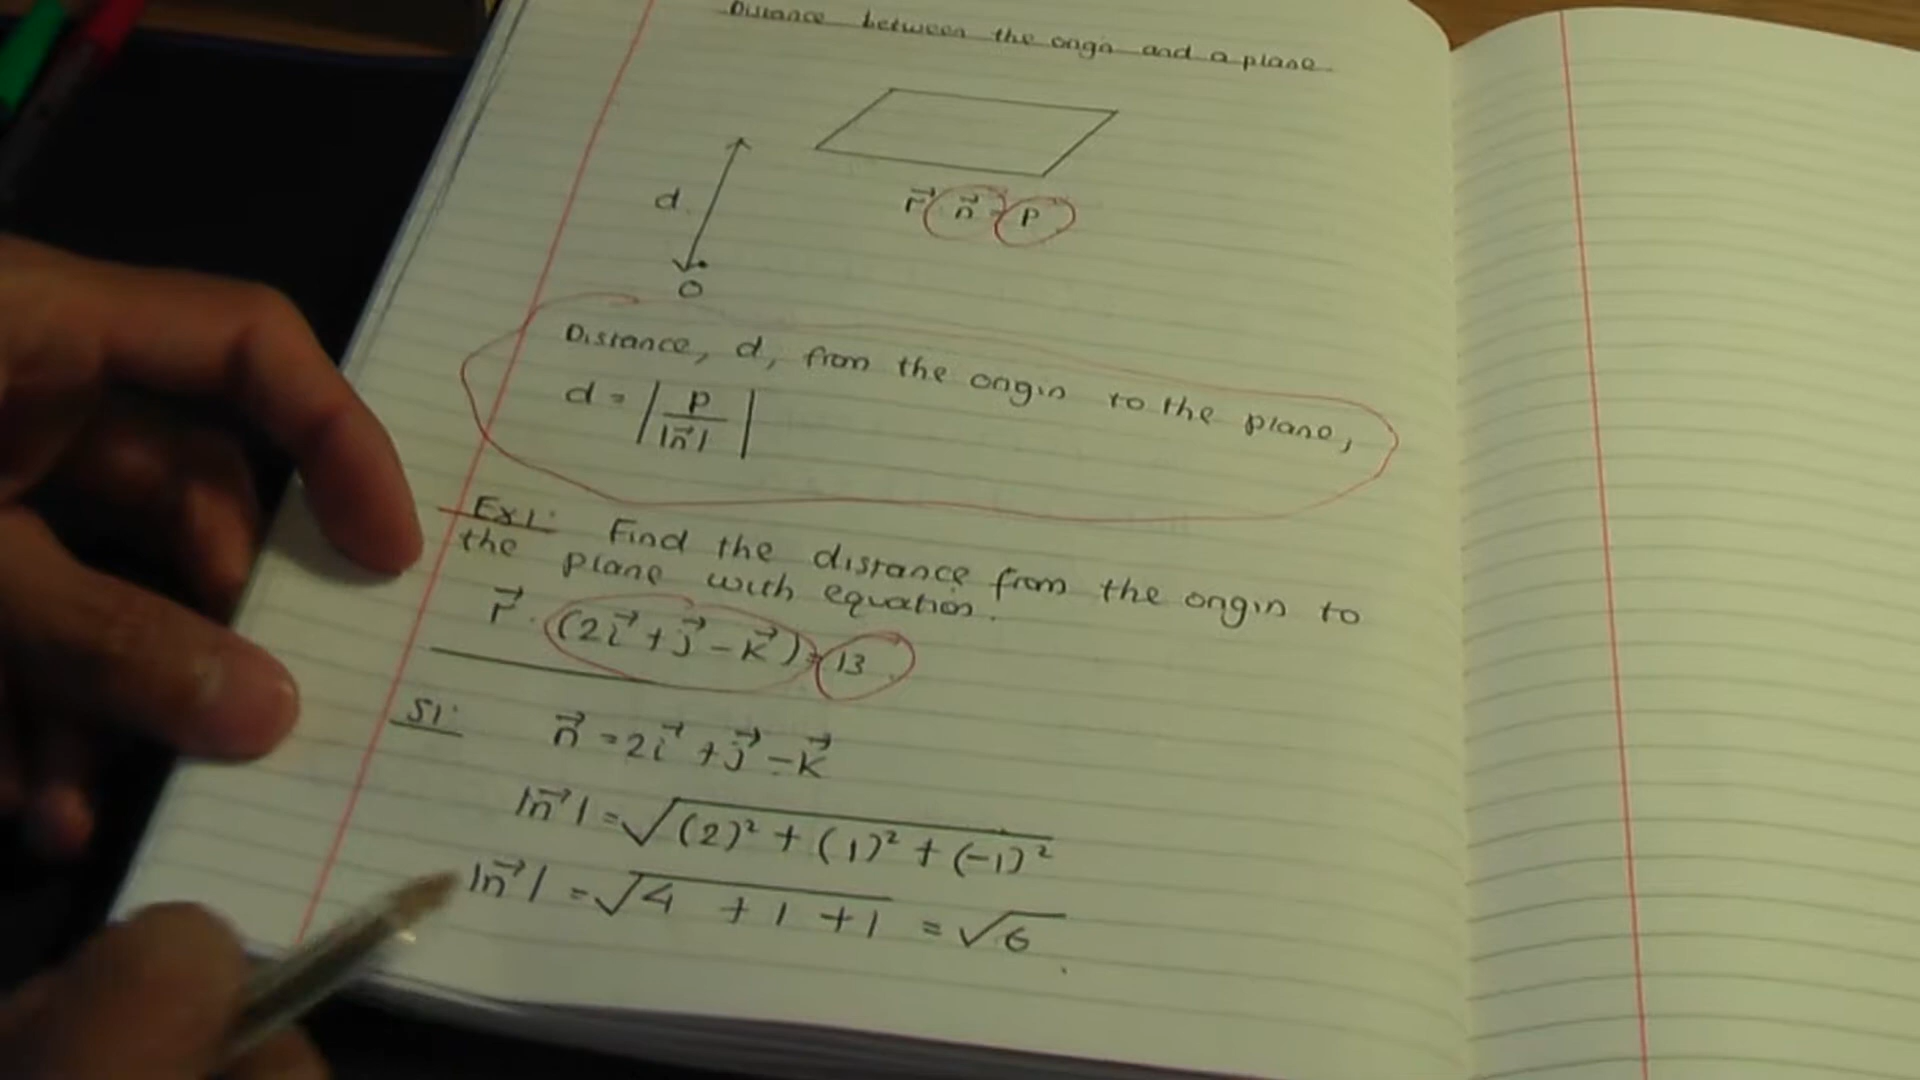 Distance between the origin and a plane
d
r⃗ . n⃗ = p
O
Distance, d, from the origin to the plane,
d = | p / |n⃗| |
Ex1: Find the distance from the origin to
the plane with equation.
r⃗ . (2i⃗ + j⃗ - k⃗) = 13.
S1: n⃗ = 2i⃗ + j⃗ - k⃗
|n⃗| = √((2)² + (1)² + (-1)²)
|n⃗| = √(4 + 1 + 1) = √6.